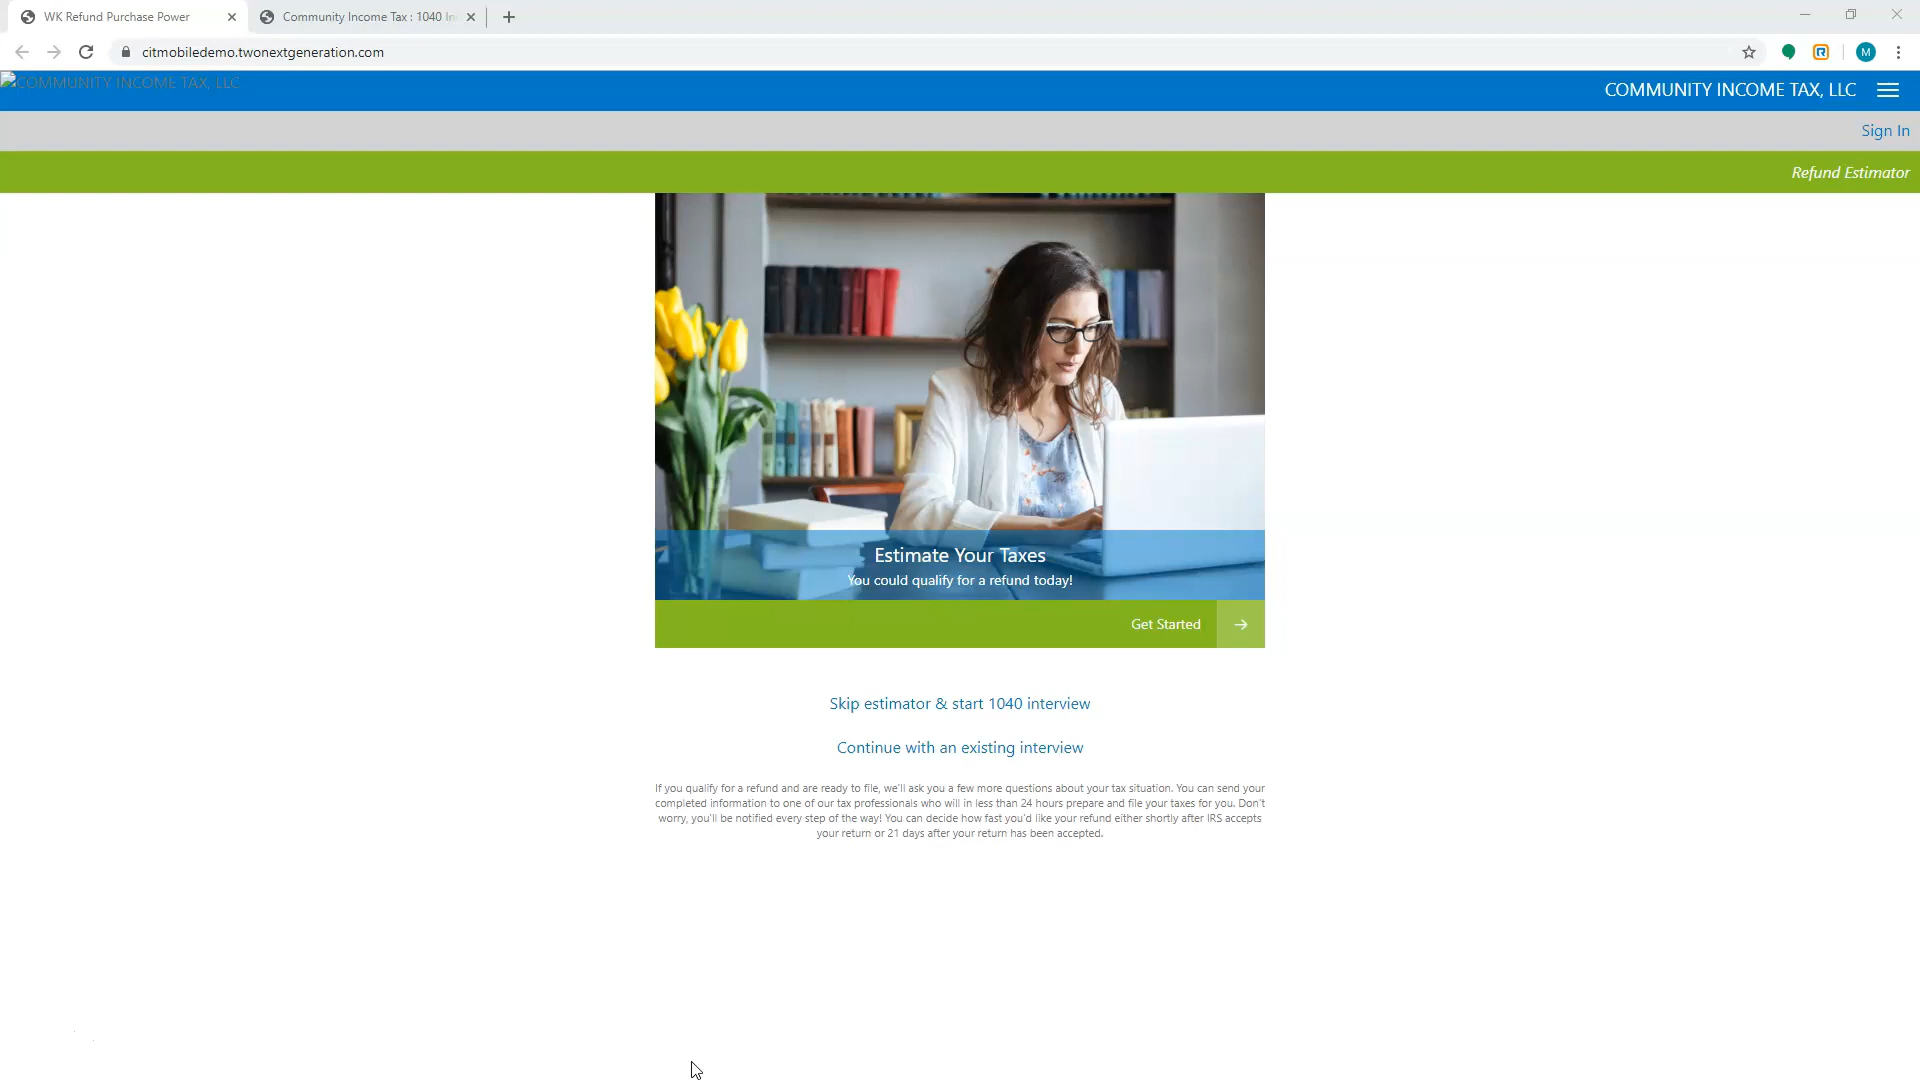 WK Refund Purchase Power
Community Income Tax : 1040 In
citmobiledemo.twonextgeneration.com
M
COMMUNITY INCOME TAX, LLC
COMMUNITY INCOME TAX, LLC
Sign In
Refund Estimator
Estimate Your Taxes
You could qualify for a refund today!
Get Started
Skip estimator & start 1040 interview
Continue with an existing interview
If you qualify for a refund and are ready to file, we'll ask you a few more questions about your tax situation. You can send your
completed information to one of our tax professionals who will in less than 24 hours prepare and file your taxes for you. Don't
worry, you'll be notified every step of the way! You can decide how fast you'd like your refund either shortly after IRS accepts
your return or 21 days after your return has been accepted.